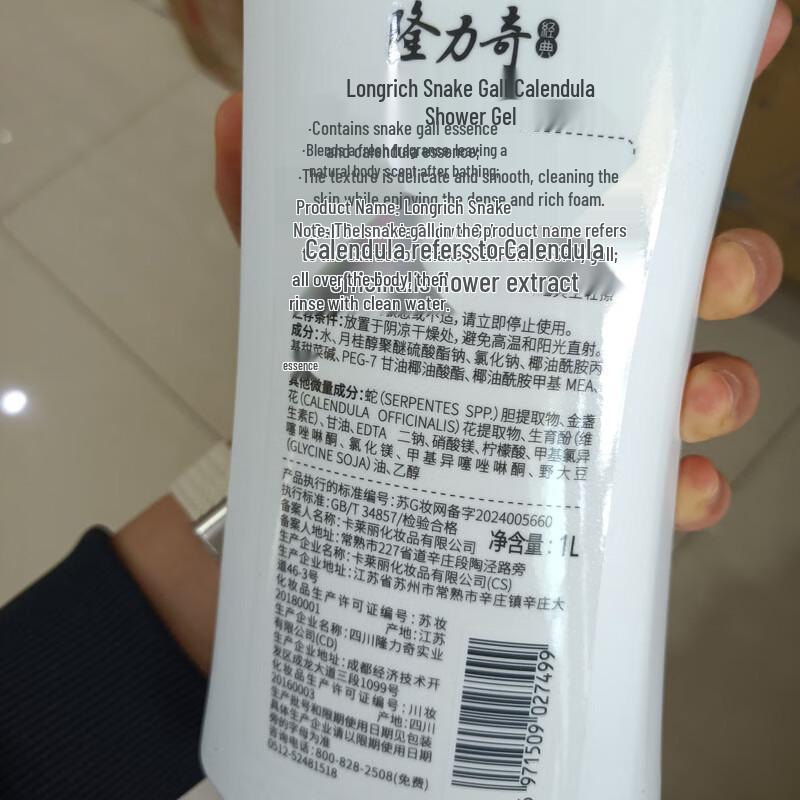 隆力奇
经典
Longrich Snake Gall Calendula
Shower Gel
·Contains snake gall essence
and calendula essence;
·Blends a fresh fragrance, leaving a
natural body scent after bathing;
·The texture is delicate and smooth, cleaning the
skin while enjoying the dense and rich foam.
Product Name: Longrich Snake
Note: The snake gall in the product name refers
Calendula refers to Calendula
officinalis flower extract
all over the body, then
rinse with clean water.
或不适，请立即停止使用。
贮存条件：放置于阴凉干燥处，避免高温和阳光直射。
成分：水、月桂醇聚醚硫酸酯钠、氯化钠、椰油酰胺丙
基甜菜碱、PEG-7 甘油椰油酸酯、椰油酰胺甲基 MEA、
essence
其他微量成分：蛇（SERPENTES SPP.）胆提取物、金盏
花（CALENDULA OFFICINALIS）花提取物、生育酚（维
生素E）、甘油、EDTA 二钠、硝酸镁、柠檬酸、甲基氯异
噻唑啉酮、氯化镁、甲基异噻唑啉酮、野大豆
（GLYCINE SOJA）油、乙醇
产品执行的标准编号：苏G妆网备字2024005660
执行标准：GB/T 34857/检验合格
备案人名称：卡莱丽化妆品有限公司
净含量：1L
备案人地址：常熟市227省道辛庄段陶泾路旁
生产企业名称：卡莱丽化妆品有限公司(CS)
生产企业地址：江苏省苏州市常熟市辛庄镇辛庄大
道46-3号
化妆品生产许可证编号：苏妆
20180001
产地：江苏
生产企业名称：四川隆力奇实业
有限公司(CD)
生产企业地址：成都经济技术开
发区成龙大道三段1099号
化妆品生产许可证编号：川妆
20160003
产地：四川
生产批号和限期使用日期见包装
具体生产企业请以限期使用日期
旁的字母为准
咨询电话：800-828-2508(免费)
0512-52481518
971509 027499